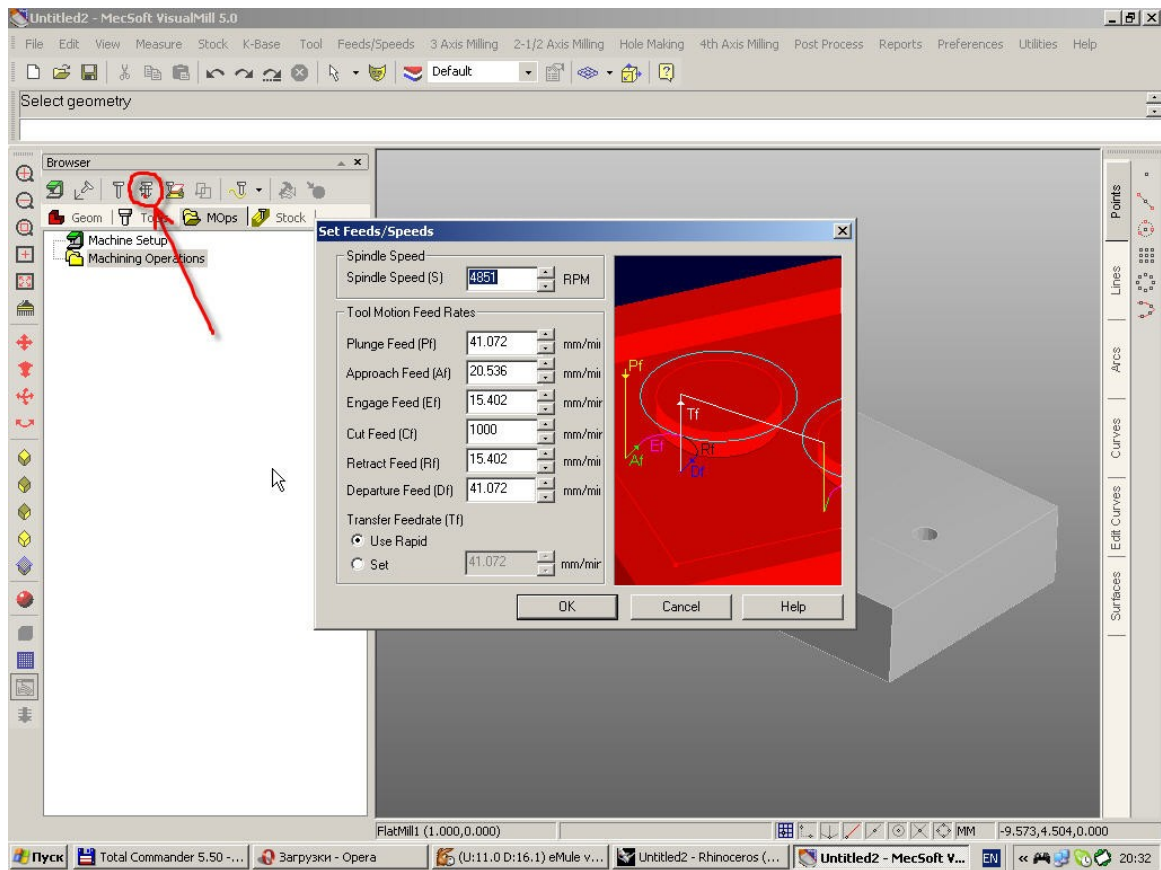 Untitled2 - MecSoft VisualMill 5.0
File Edit View Measure Stock K-Base Tool Feeds/Speeds 3 Axis Milling 2-1/2 Axis Milling Hole Making 4th Axis Milling Post Process Reports Preferences Utilities Help
Default
Select geometry
Browser
Geom MOps Stock
Machine Setup
Machining Operations
Set Feeds/Speeds
Spindle Speed
Spindle Speed (S) 4851 RPM
Tool Motion Feed Rates
Plunge Feed (Pf) 41.072 mm/min
Approach Feed (Af) 20.536 mm/min
Engage Feed (Ef) 15.402 mm/min
Cut Feed (Cf) 1000 mm/min
Retract Feed (Rf) 15.402 mm/min
Departure Feed (Df) 41.072 mm/min
Transfer Feedrate (Tf)
Use Rapid
Set 41.072 mm/min
Pf
Tf
Ef
Rf
Af
Df
OK Cancel Help
Points
Lines
Arcs
Curves
Edit Curves
Surfaces
FlatMill1 (1.000,0.000) MM -9.573,4.504,0.000
Пуск Total Commander 5.50 -... Загрузки - Opera (U:11.0 D:16.1) eMule v... Untitled2 - Rhinoceros (... Untitled2 - MecSoft V... EN « 20:32